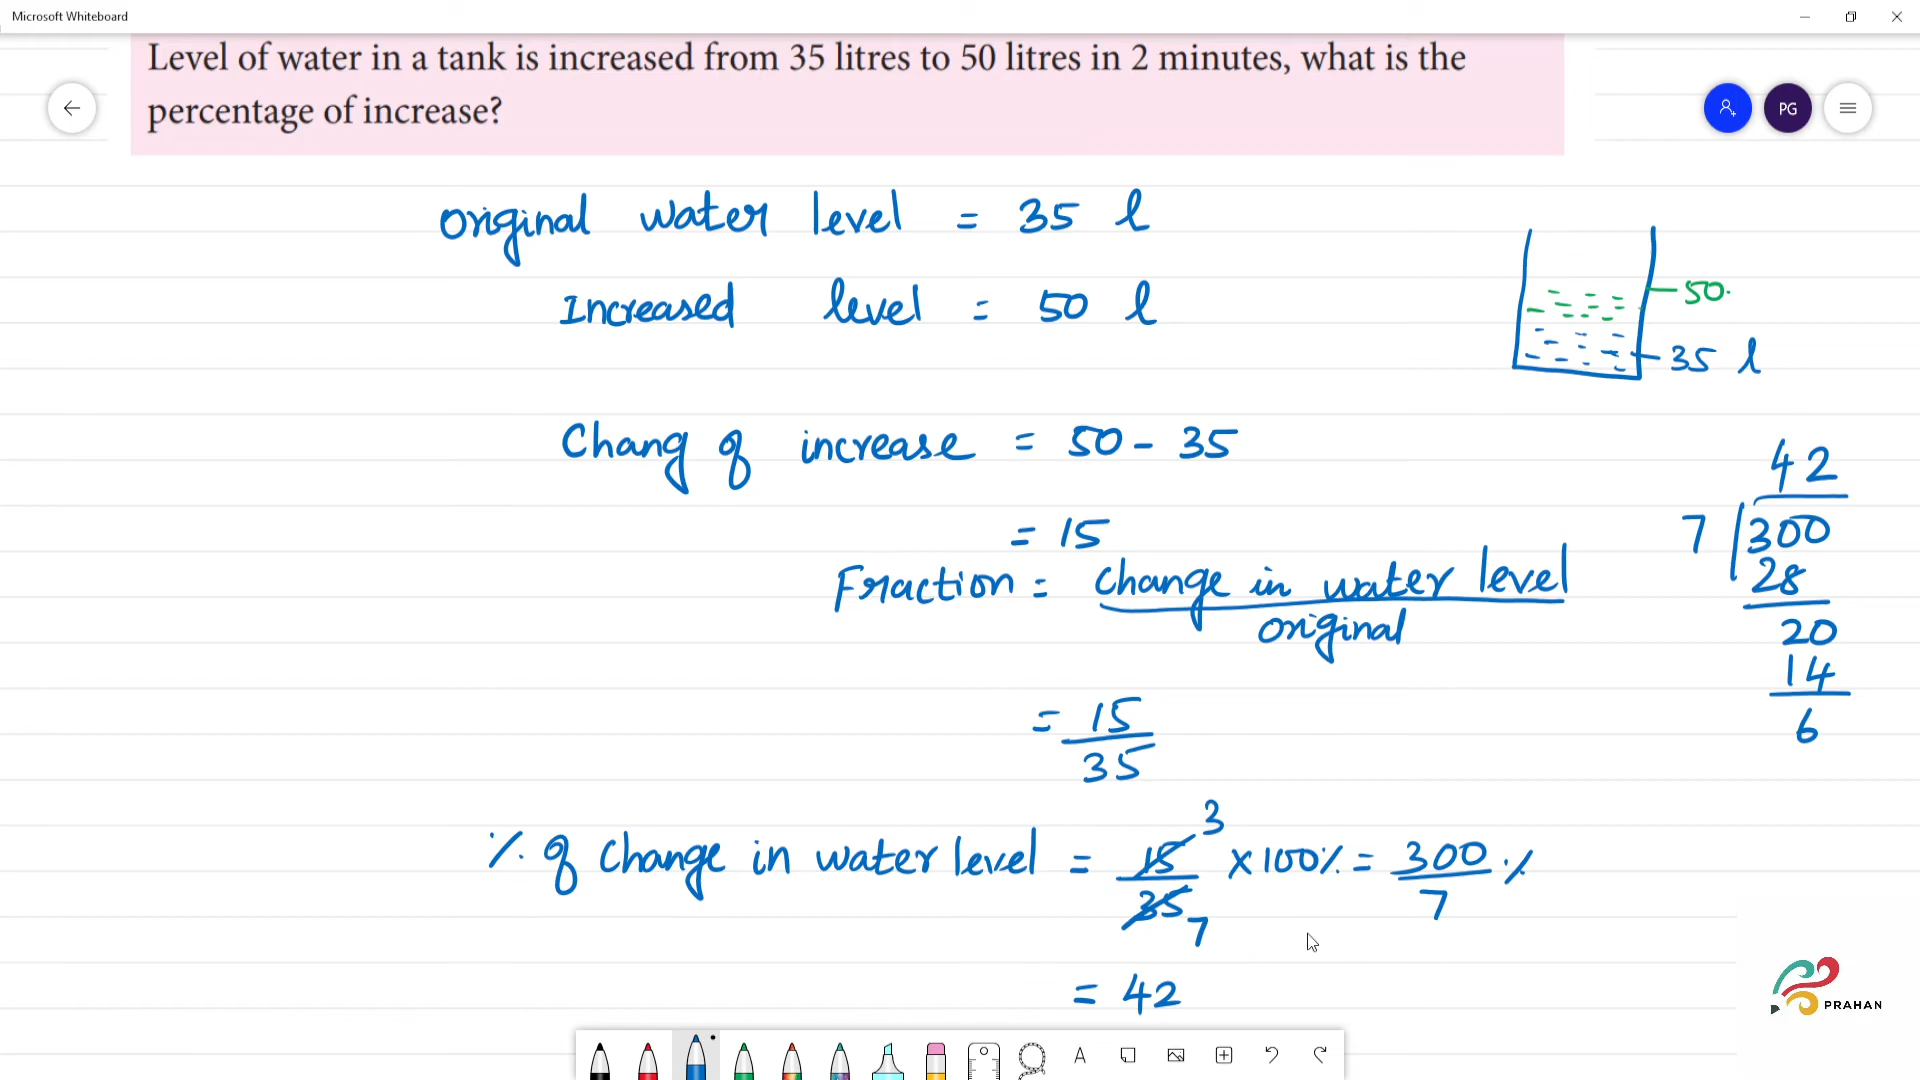 Microsoft Whiteboard
Level of water in a tank is increased from 35 litres to 50 litres in 2 minutes, what is the
percentage of increase?
PG
Original water level = 35 l
Increased level = 50 l
50.
35 l
Chang of increase = 50 - 35
= 15
Fraction = Change in water level
original
= 15
35
42
7 300
28
20
14
6
% of Change in water level = 15 3 x 100% = 300 %
35 7 7
= 42
PRAHAN
A